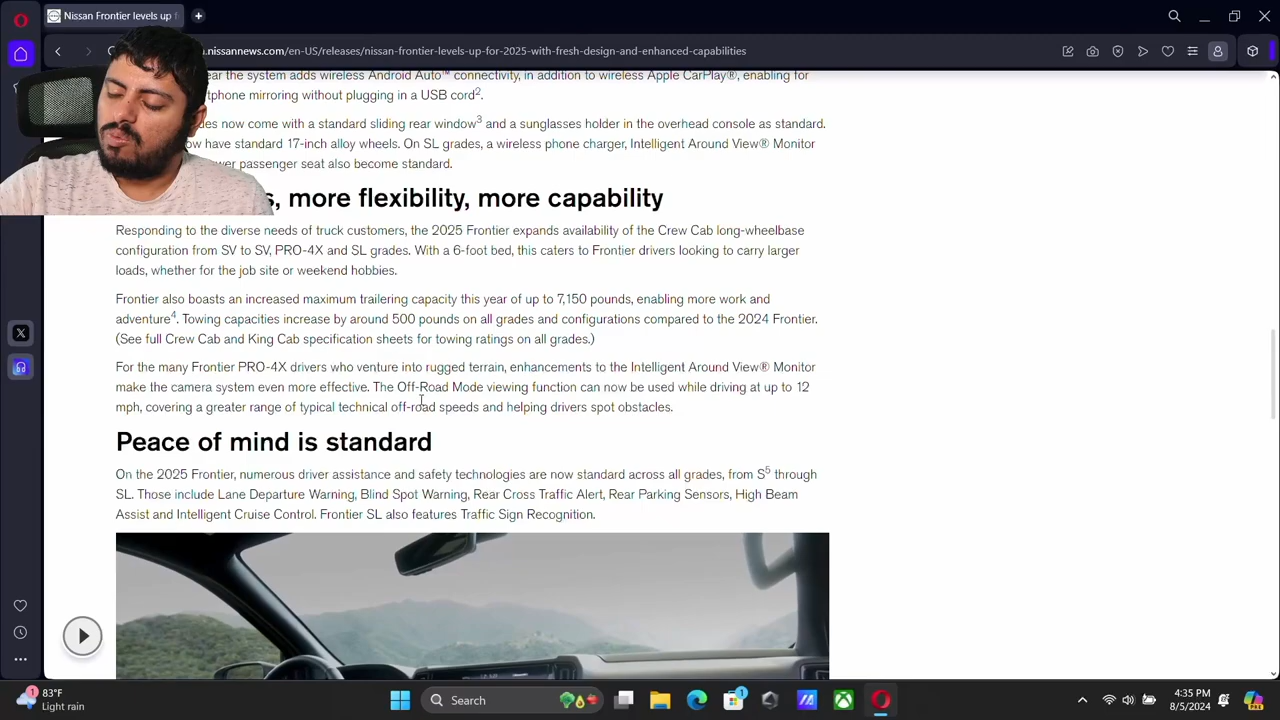 Nissan Frontier levels up f
.nissannews.com/en-US/releases/nissan-frontier-levels-up-for-2025-with-fresh-design-and-enhanced-capabilities
ear the system adds wireless Android Auto™ connectivity, in addition to wireless Apple CarPlay®, enabling for
tphone mirroring without plugging in a USB cord².
des now come with a standard sliding rear window³ and a sunglasses holder in the overhead console as standard.
ow have standard 17-inch alloy wheels. On SL grades, a wireless phone charger, Intelligent Around View® Monitor
wer passenger seat also become standard.
s, more flexibility, more capability
Responding to the diverse needs of truck customers, the 2025 Frontier expands availability of the Crew Cab long-wheelbase
configuration from SV to SV, PRO-4X and SL grades. With a 6-foot bed, this caters to Frontier drivers looking to carry larger
loads, whether for the job site or weekend hobbies.
Frontier also boasts an increased maximum trailering capacity this year of up to 7,150 pounds, enabling more work and
adventure⁴. Towing capacities increase by around 500 pounds on all grades and configurations compared to the 2024 Frontier.
(See full Crew Cab and King Cab specification sheets for towing ratings on all grades.)
For the many Frontier PRO-4X drivers who venture into rugged terrain, enhancements to the Intelligent Around View® Monitor
make the camera system even more effective. The Off-Road Mode viewing function can now be used while driving at up to 12
mph, covering a greater range of typical technical off-road speeds and helping drivers spot obstacles.
Peace of mind is standard
On the 2025 Frontier, numerous driver assistance and safety technologies are now standard across all grades, from S⁵ through
SL. Those include Lane Departure Warning, Blind Spot Warning, Rear Cross Traffic Alert, Rear Parking Sensors, High Beam
Assist and Intelligent Cruise Control. Frontier SL also features Traffic Sign Recognition.
1
83°F
Light rain
Search
1
4:35 PM
8/5/2024